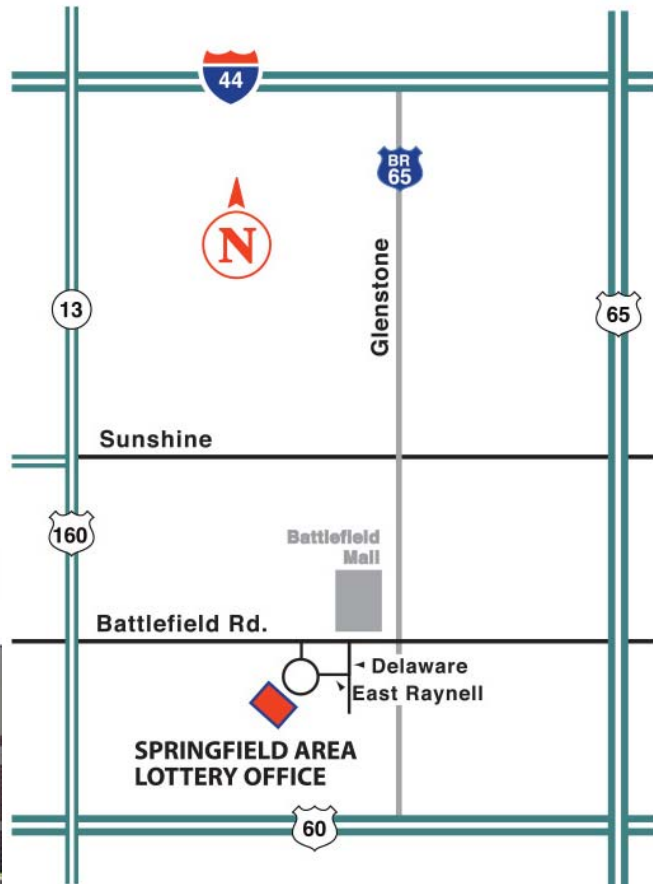 44
BR
65
N
Glenstone
13
65
Sunshine
160
Battlefield
Mall
Battlefield Rd.
Delaware
East Raynell
SPRINGFIELD AREA
LOTTERY OFFICE
60